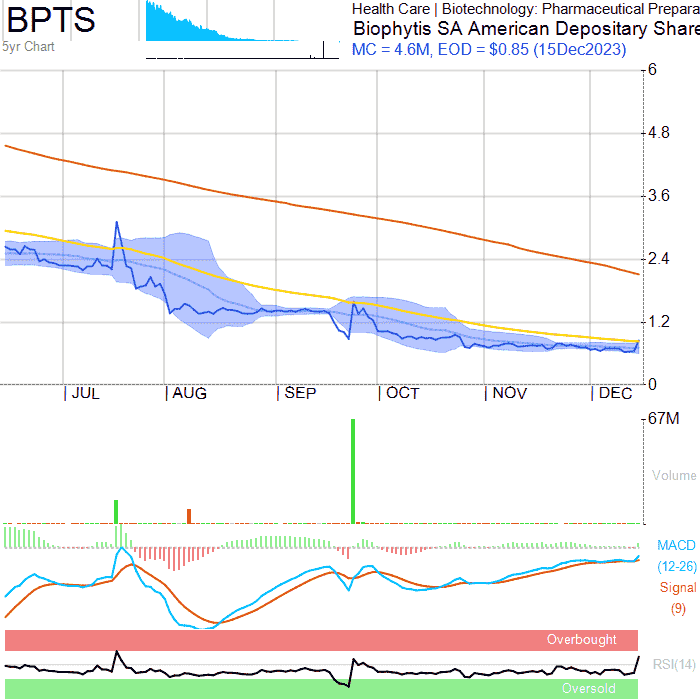 BPTS
5yr Chart
Health Care | Biotechnology: Pharmaceutical Prepara
Biophytis SA American Depositary Share
MC = 4.6M, EOD = $0.85 (15Dec2023)
6
4.8
3.6
2.4
1.2
0
JUL AUG SEP OCT NOV DEC
67M
Volume
MACD
(12-26)
Signal
(9)
Overbought
RSI(14)
Oversold